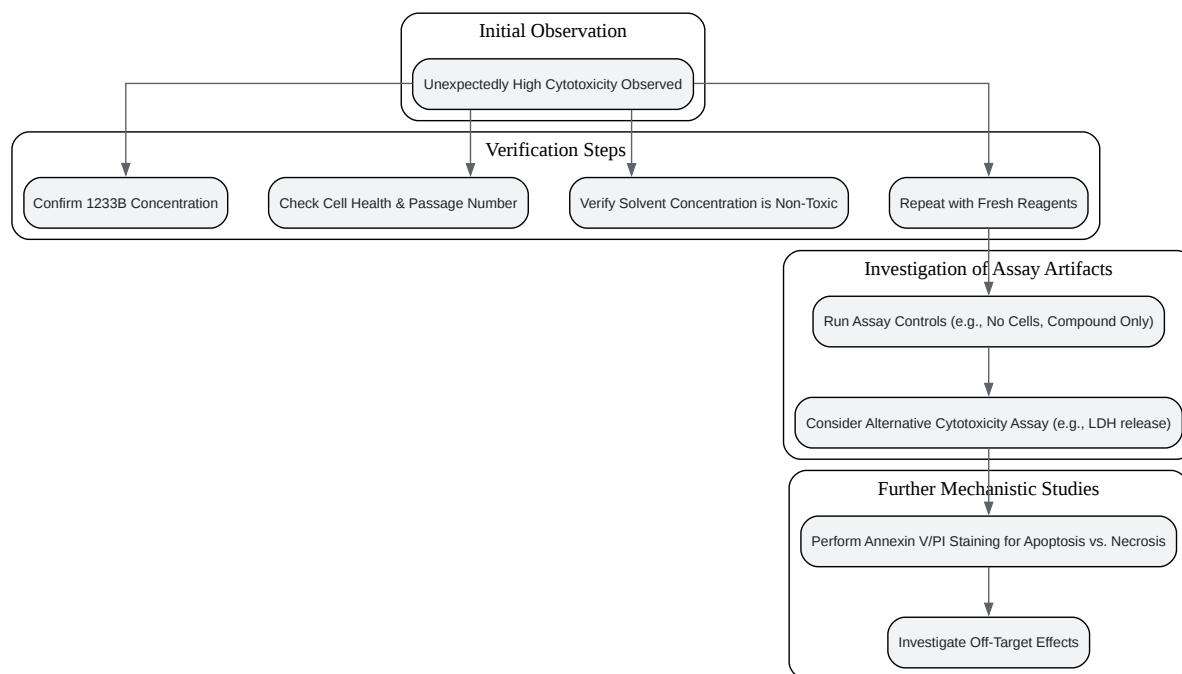 Initial Observation
Unexpectedly High Cytotoxicity Observed
Verification Steps
Confirm 1233B Concentration
Check Cell Health & Passage Number
Verify Solvent Concentration is Non-Toxic
Repeat with Fresh Reagents
Investigation of Assay Artifacts
Run Assay Controls (e.g., No Cells, Compound Only)
Consider Alternative Cytotoxicity Assay (e.g., LDH release)
Further Mechanistic Studies
Perform Annexin V/PI Staining for Apoptosis vs. Necrosis
Investigate Off-Target Effects